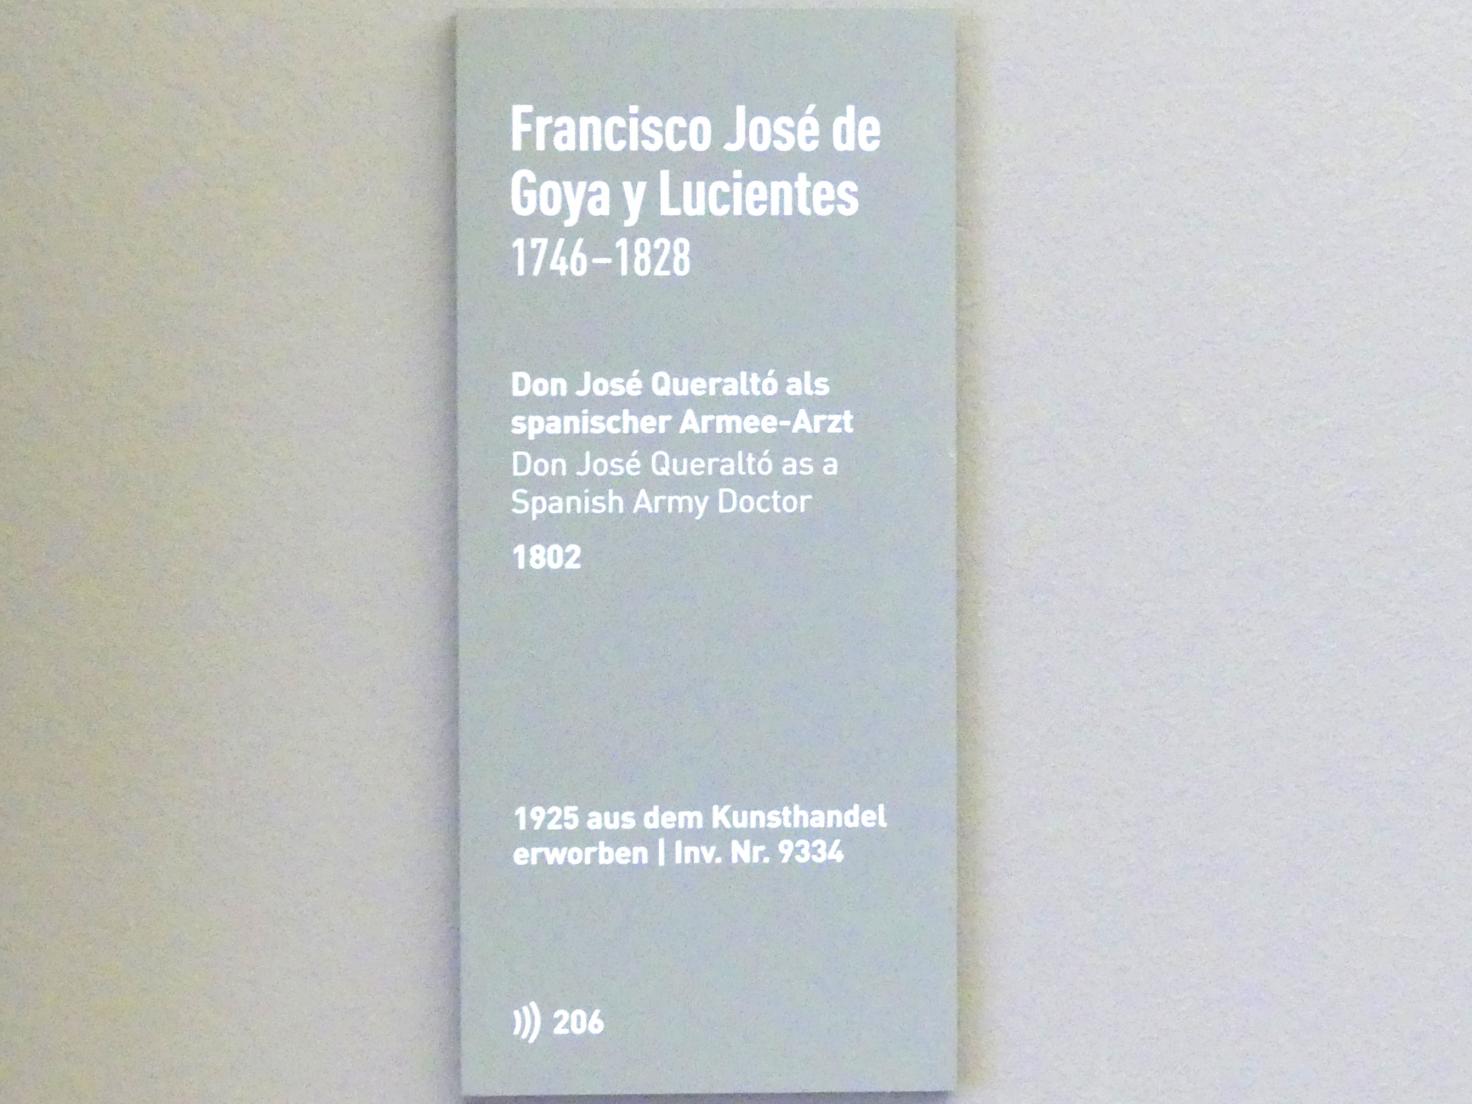 Francisco José de
Goya y Lucientes
1746–1828
Don José Queraltó als
spanischer Armee-Arzt
Don José Queraltó as a
Spanish Army Doctor
1802
1925 aus dem Kunsthandel
erworben | Inv. Nr. 9334
206